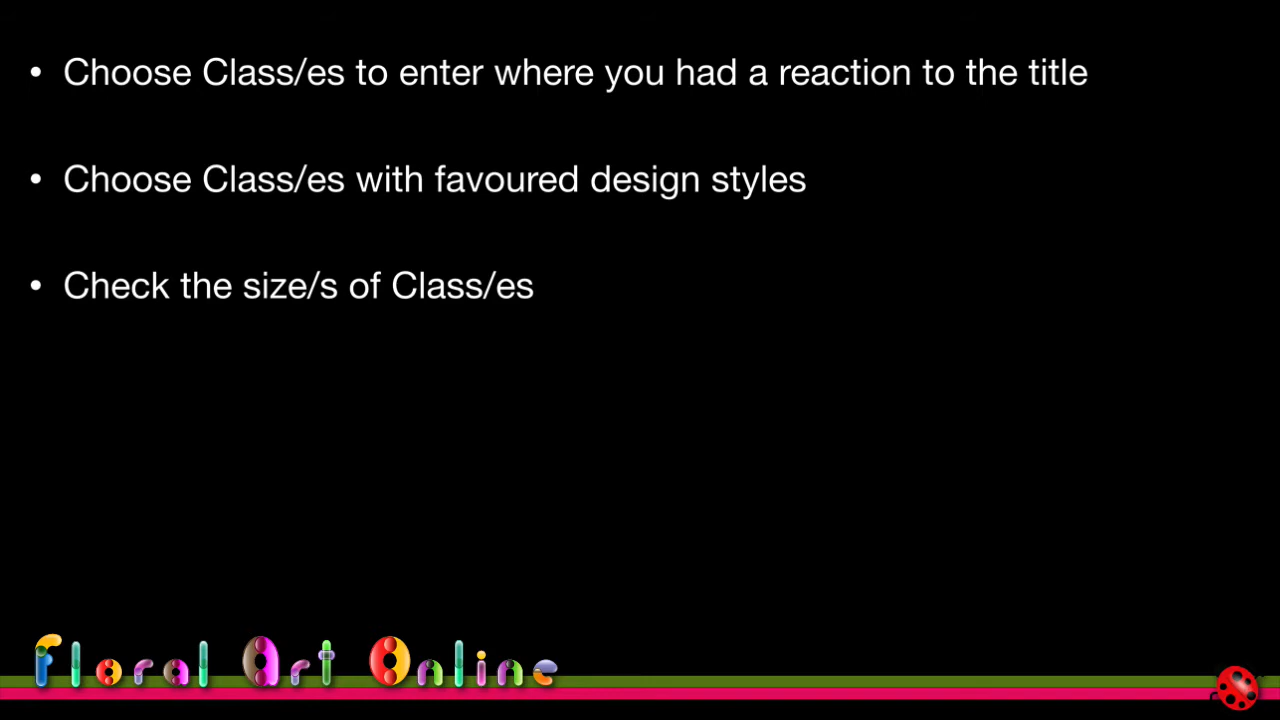 • Choose Class/es to enter where you had a reaction to the title
• Choose Class/es with favoured design styles
• Check the size/s of Class/es
Floral Art Online